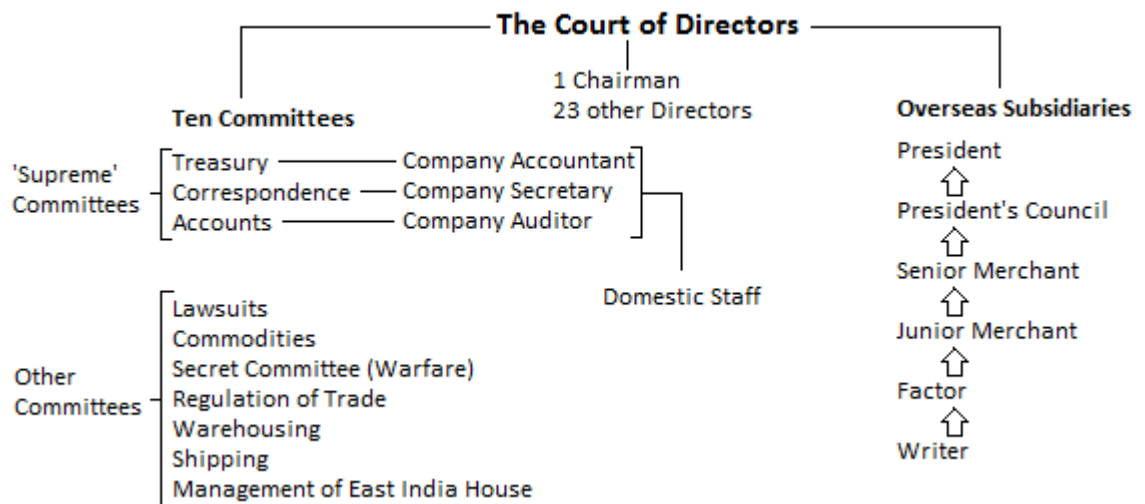 The Court of Directors
1 Chairman
23 other Directors
Ten Committees
'Supreme'
Committees
Treasury
Correspondence
Accounts
Company Accountant
Company Secretary
Company Auditor
Domestic Staff
Other
Committees
Lawsuits
Commodities
Secret Committee (Warfare)
Regulation of Trade
Warehousing
Shipping
Management of East India House
Overseas Subsidiaries
President
President's Council
Senior Merchant
Junior Merchant
Factor
Writer